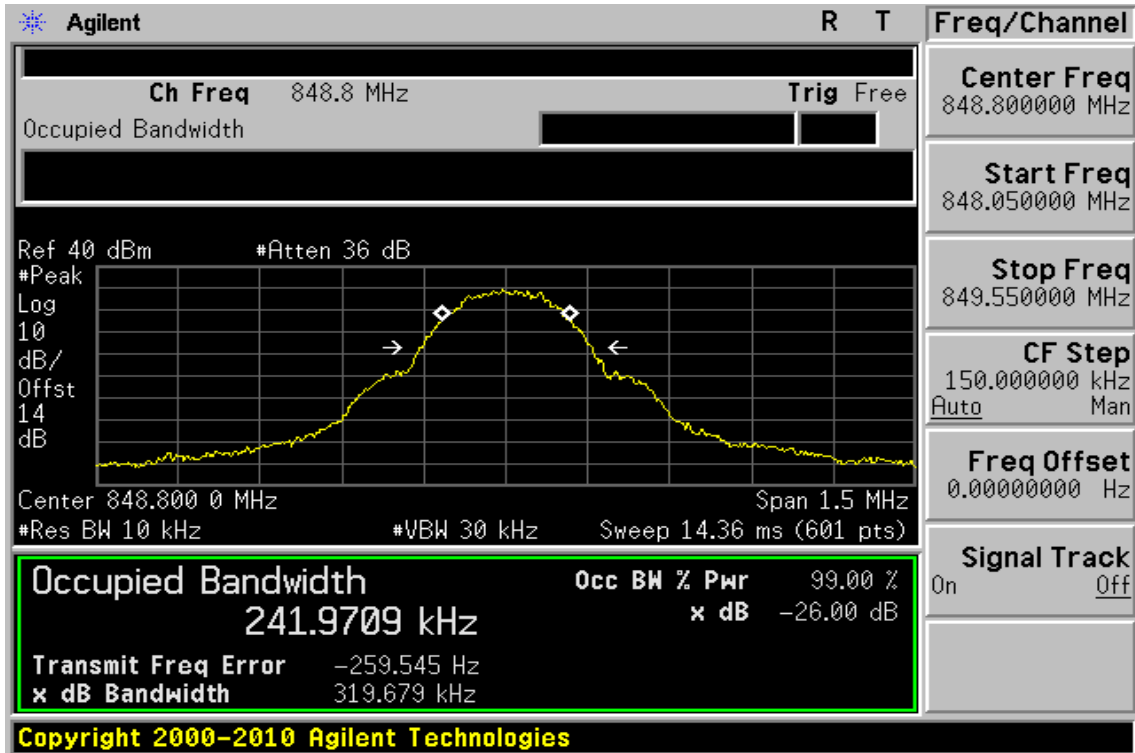 Agilent R T
Ch Freq 848.8 MHz Trig Free
Occupied Bandwidth
Ref 40 dBm #Atten 36 dB
#Peak
Log
10
dB/
Offst
14
dB
Center 848.800 0 MHz Span 1.5 MHz
#Res BW 10 kHz #VBW 30 kHz Sweep 14.36 ms (601 pts)
Occupied Bandwidth
241.9709 kHz
Occ BW % Pwr 99.00 %
x dB -26.00 dB
Transmit Freq Error -259.545 Hz
x dB Bandwidth 319.679 kHz
Copyright 2000-2010 Agilent Technologies
Freq/Channel
Center Freq
848.800000 MHz
Start Freq
848.050000 MHz
Stop Freq
849.550000 MHz
CF Step
150.000000 kHz
Auto Man
Freq Offset
0.00000000 Hz
Signal Track
On Off